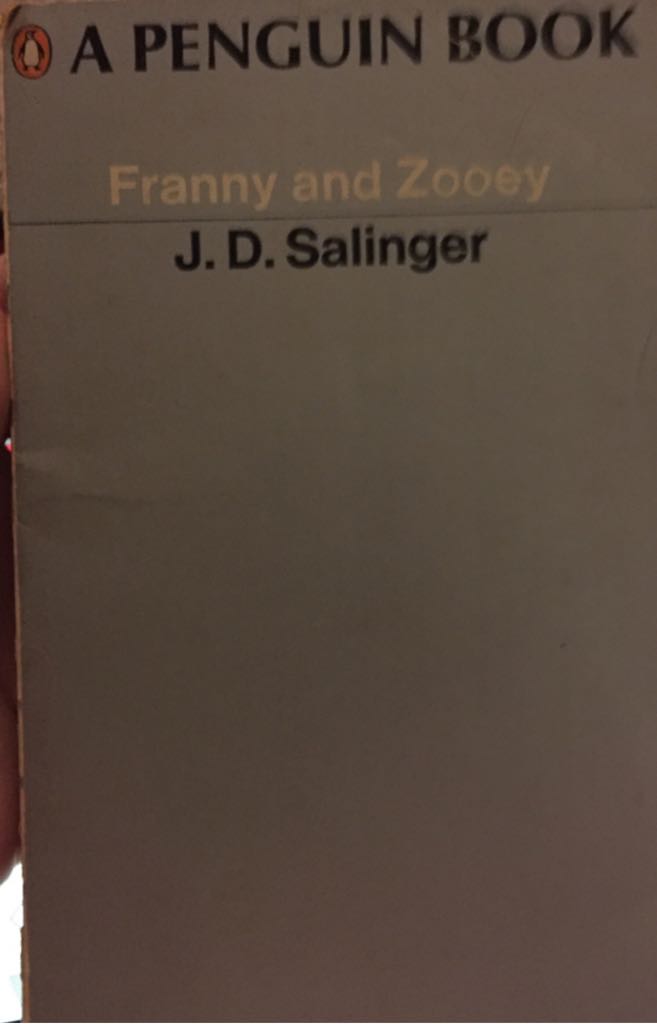 A PENGUIN BOOK
Franny and Zooey
J. D. Salinger